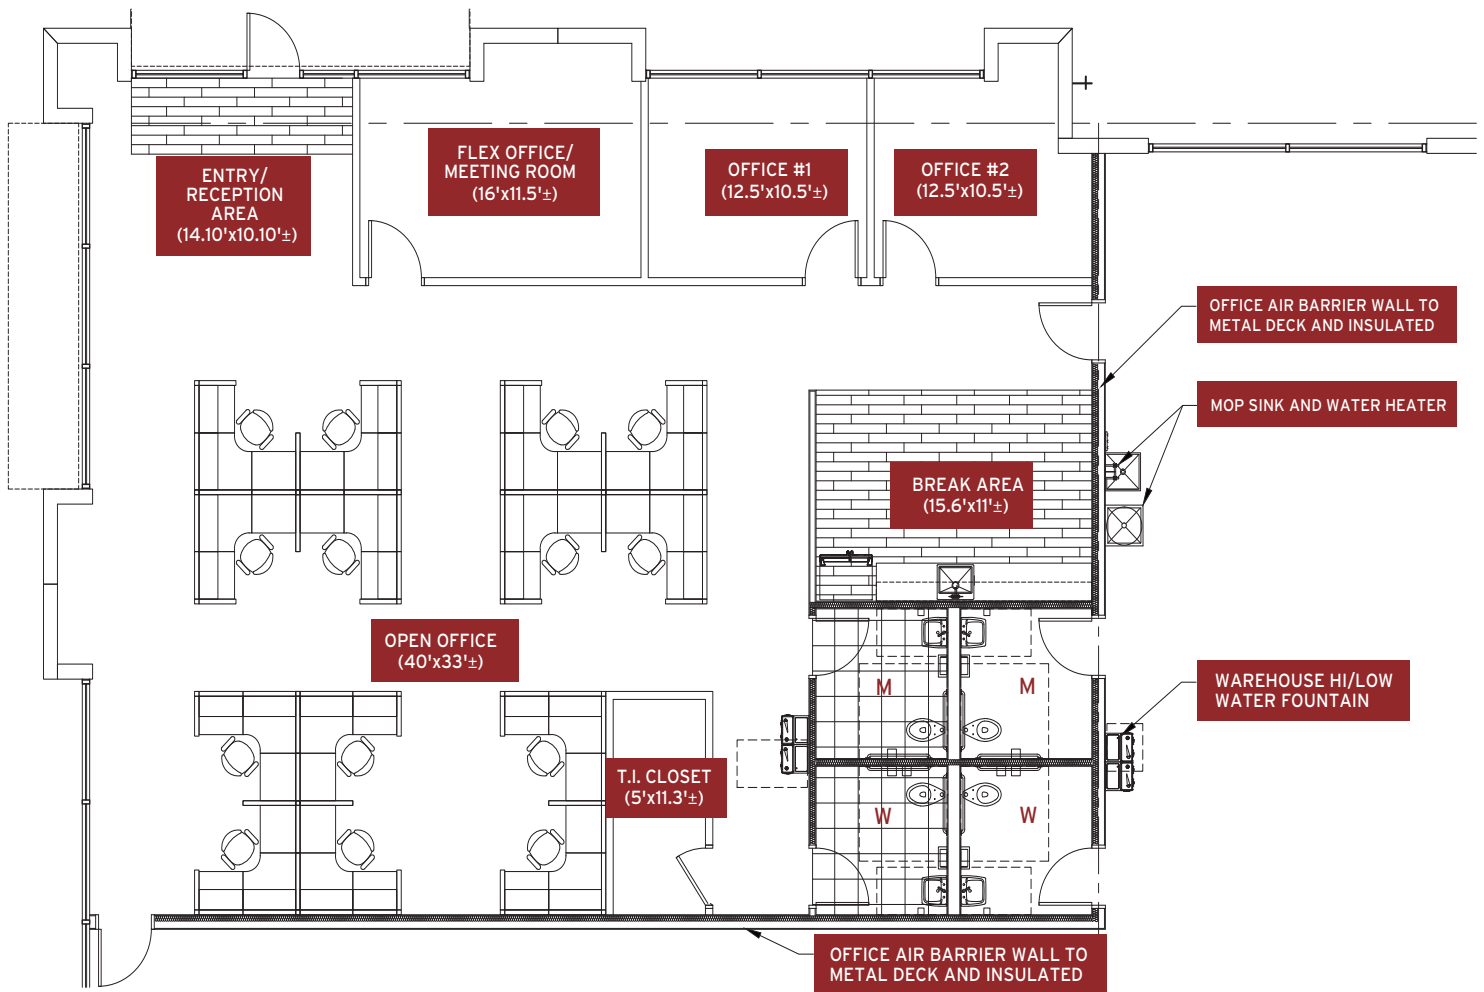 ENTRY/
RECEPTION
AREA
(14.10'x10.10'±)
FLEX OFFICE/
MEETING ROOM
(16'x11.5'±)
OFFICE #1
(12.5'x10.5'±)
OFFICE #2
(12.5'x10.5'±)
OFFICE AIR BARRIER WALL TO
METAL DECK AND INSULATED
MOP SINK AND WATER HEATER
BREAK AREA
(15.6'x11'±)
OPEN OFFICE
(40'x33'±)
M
M
WAREHOUSE HI/LOW
WATER FOUNTAIN
T.I. CLOSET
(5'x11.3'±)
W
W
OFFICE AIR BARRIER WALL TO
METAL DECK AND INSULATED